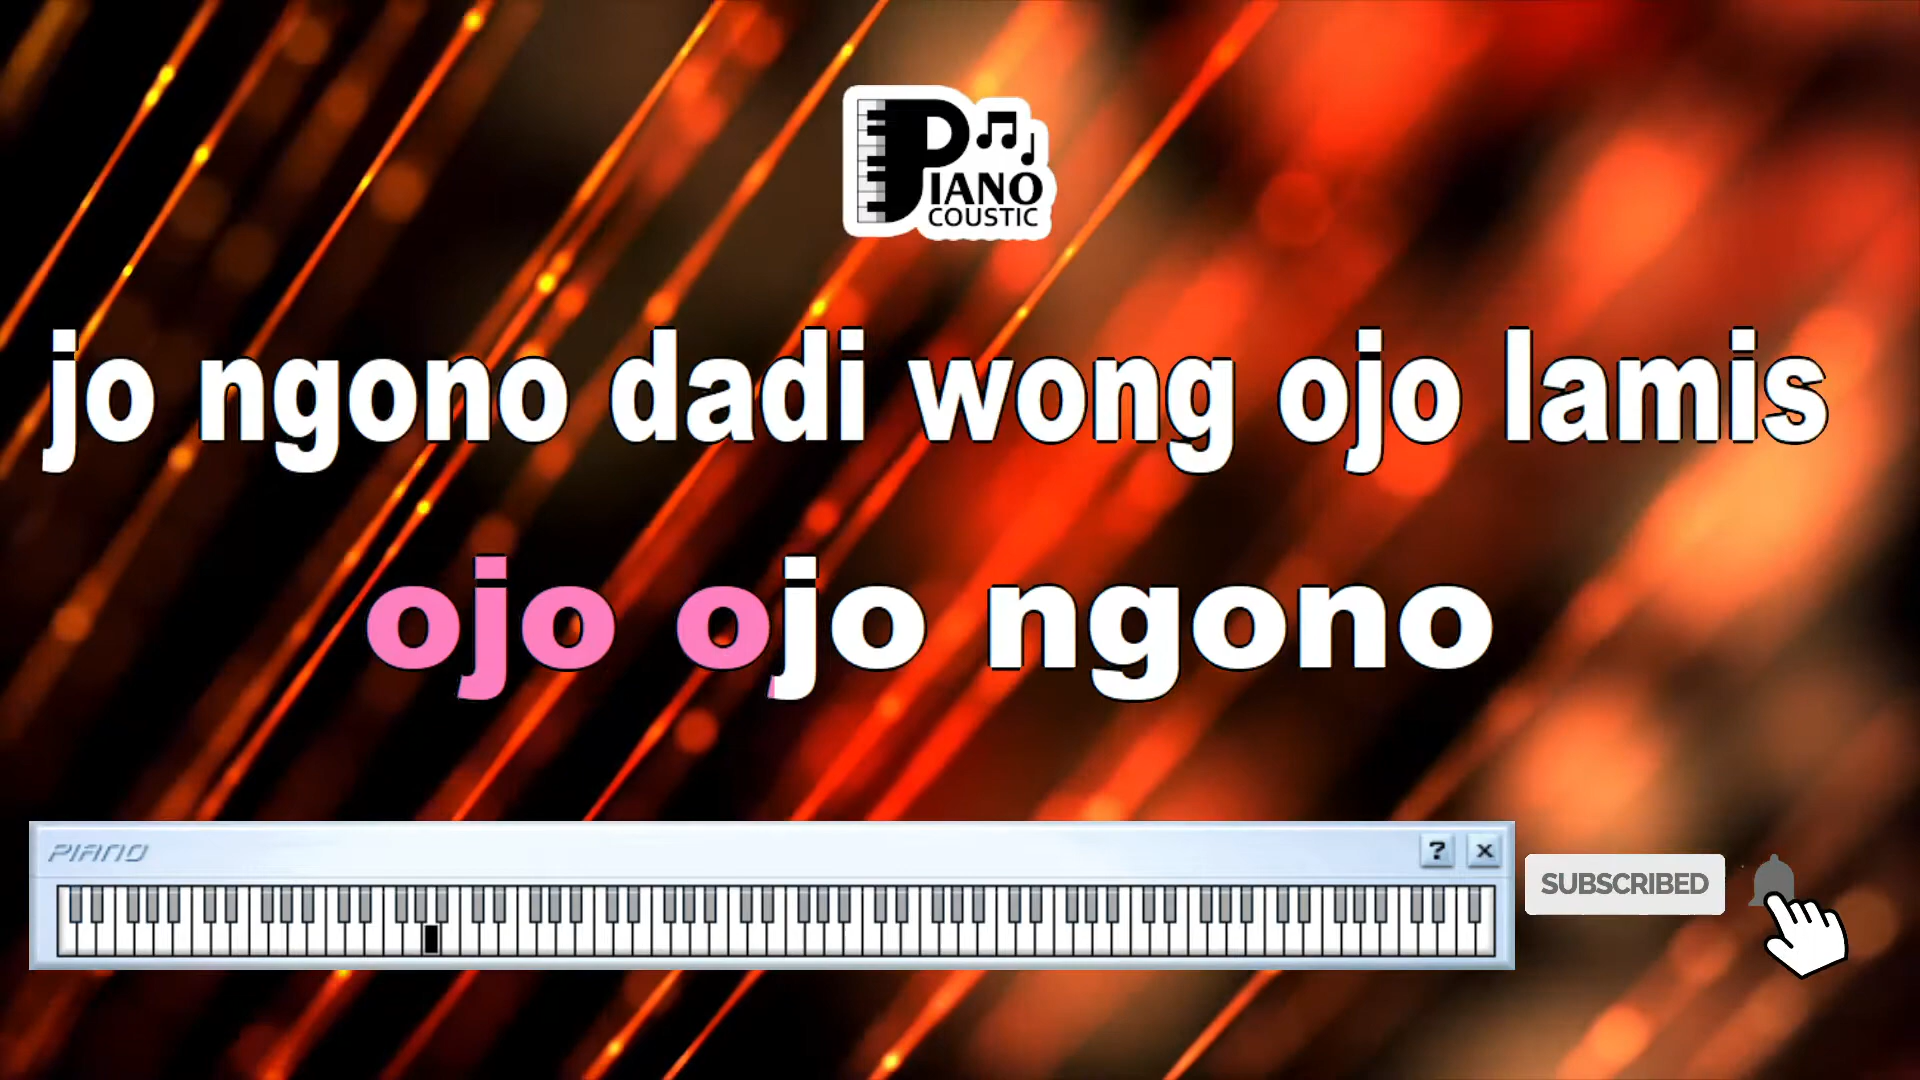 PIANO
COUSTIC
jo ngono dadi wong ojo lamis
ojo ojo ngono
PIANO
? x
SUBSCRIBED